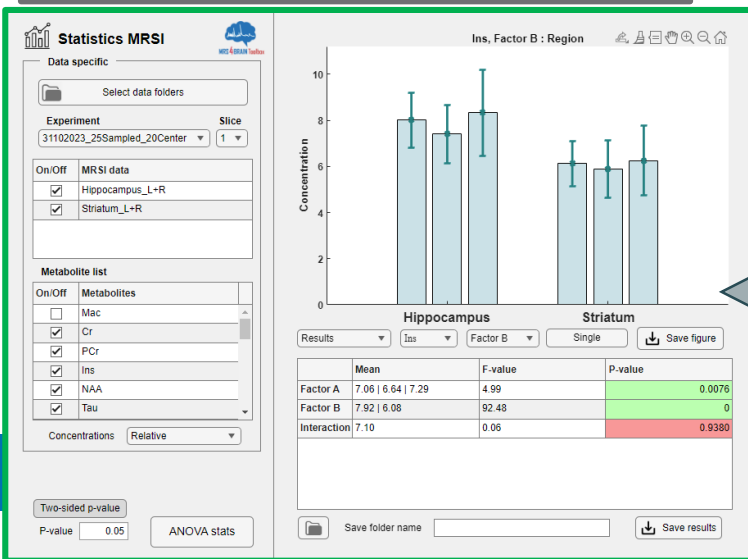 Statistics MRSI
MRS4BRAIN Toolbox
Data specific
Select data folders
Experiment Slice
31102023_25Sampled_20Center 1
On/Off MRSI data
Hippocampus_L+R
Striatum_L+R
Metabolite list
On/Off Metabolites
Mac
Cr
PCr
Ins
NAA
Tau
Concentrations Relative
Two-sided p-value
P-value 0.05 ANOVA stats
Ins, Factor B : Region
10
8
6
4
2
0
Concentration
Hippocampus Striatum
Results Ins Factor B Single Save figure
Mean F-value P-value
Factor A 7.06 | 6.64 | 7.29 4.99 0.0076
Factor B 7.92 | 6.08 92.48 0
Interaction 7.10 0.06 0.9380
Save folder name Save results